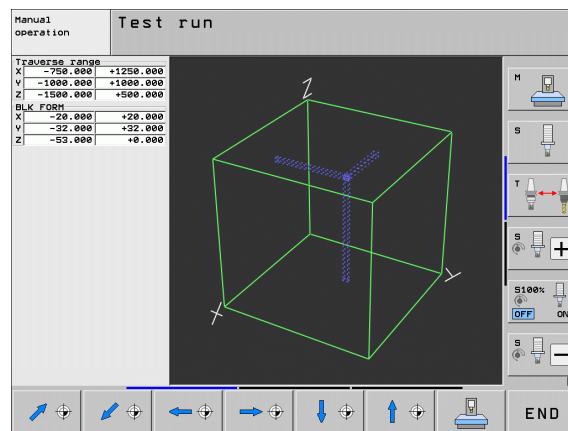 Manual operation
Test run
Traverse range
X -750.000 +1250.000
Y -1000.000 +1000.000
Z -1500.000 +500.000
BLK FORM
X -20.000 +20.000
Y -32.000 +32.000
Z -53.000 +0.000
Z
X
Y
M
S
T
S
+
S100%
OFF ON
S
-
END